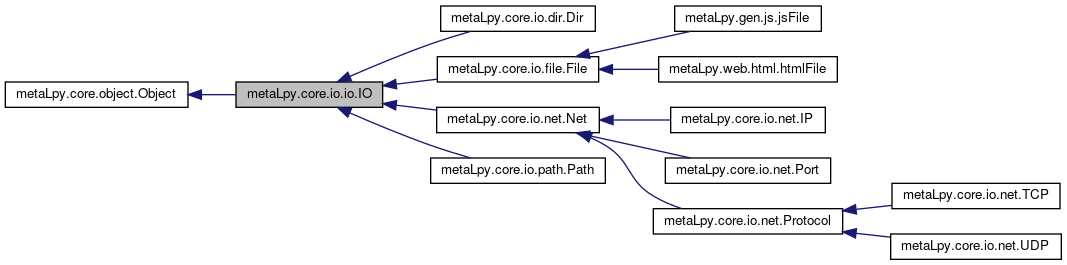 metaLpy.core.object.Object
metaLpy.core.io.io.IO
metaLpy.core.io.dir.Dir
metaLpy.core.io.file.File
metaLpy.core.io.net.Net
metaLpy.core.io.path.Path
metaLpy.gen.js.jsFile
metaLpy.web.html.htmlFile
metaLpy.core.io.net.IP
metaLpy.core.io.net.Port
metaLpy.core.io.net.Protocol
metaLpy.core.io.net.TCP
metaLpy.core.io.net.UDP